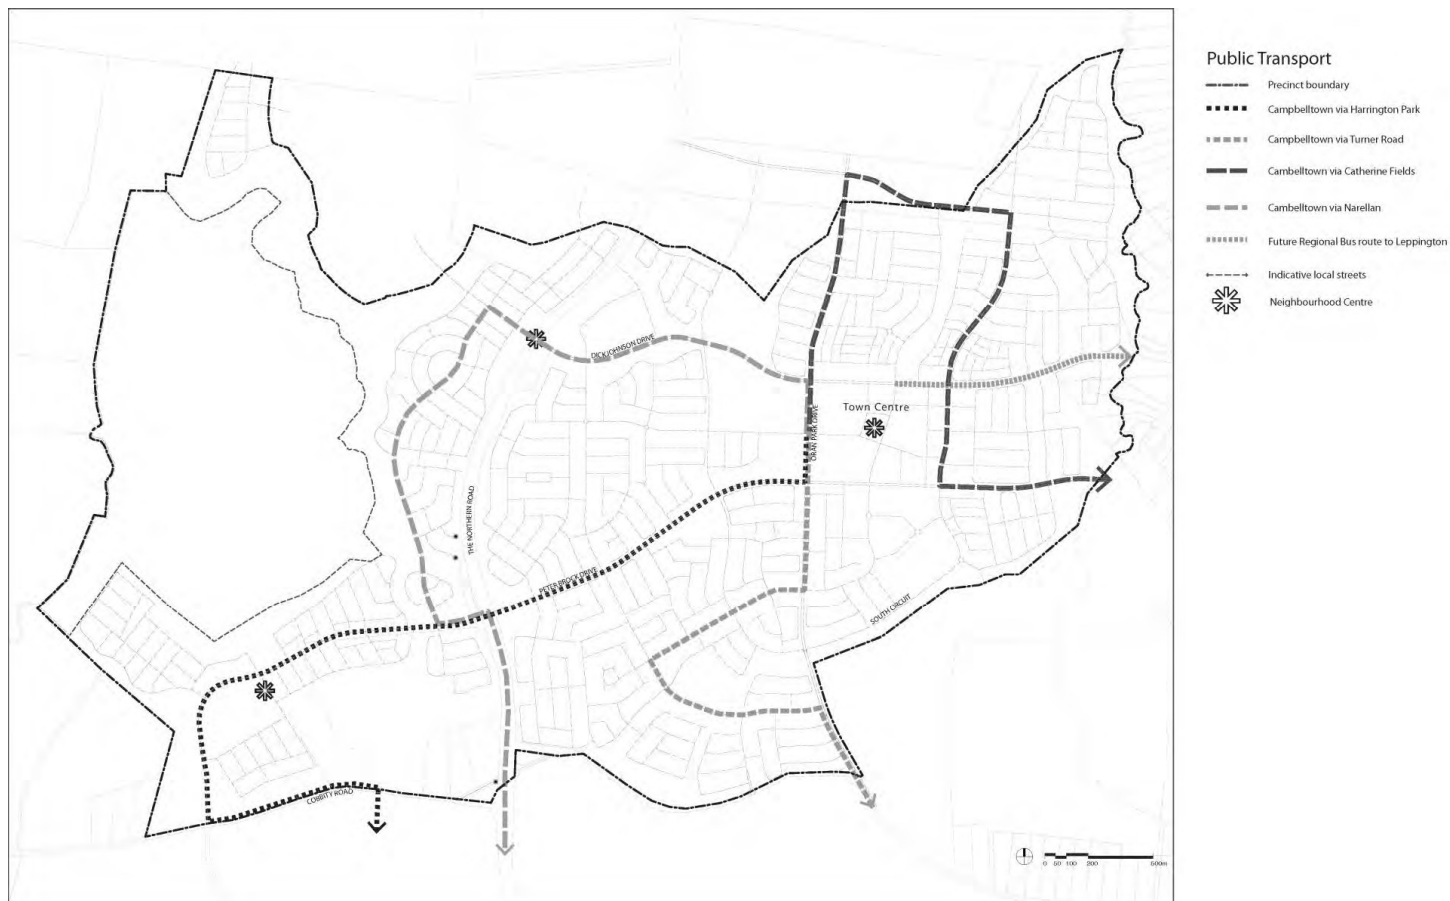 Public Transport
Precinct boundary
Campbelltown via Harrington Park
Campbelltown via Turner Road
Cambelltown via Catherine Fields
Cambelltown via Narellan
Future Regional Bus route to Leppington
Indicative local streets
Neighbourhood Centre
DICK JOHNSON DRIVE
Town Centre
ORAN PARK DRIVE
THE NORTHERN ROAD
PETER BROCK DRIVE
SOUTH CIRCUIT
COBBITY ROAD
0 50 100 200 500m